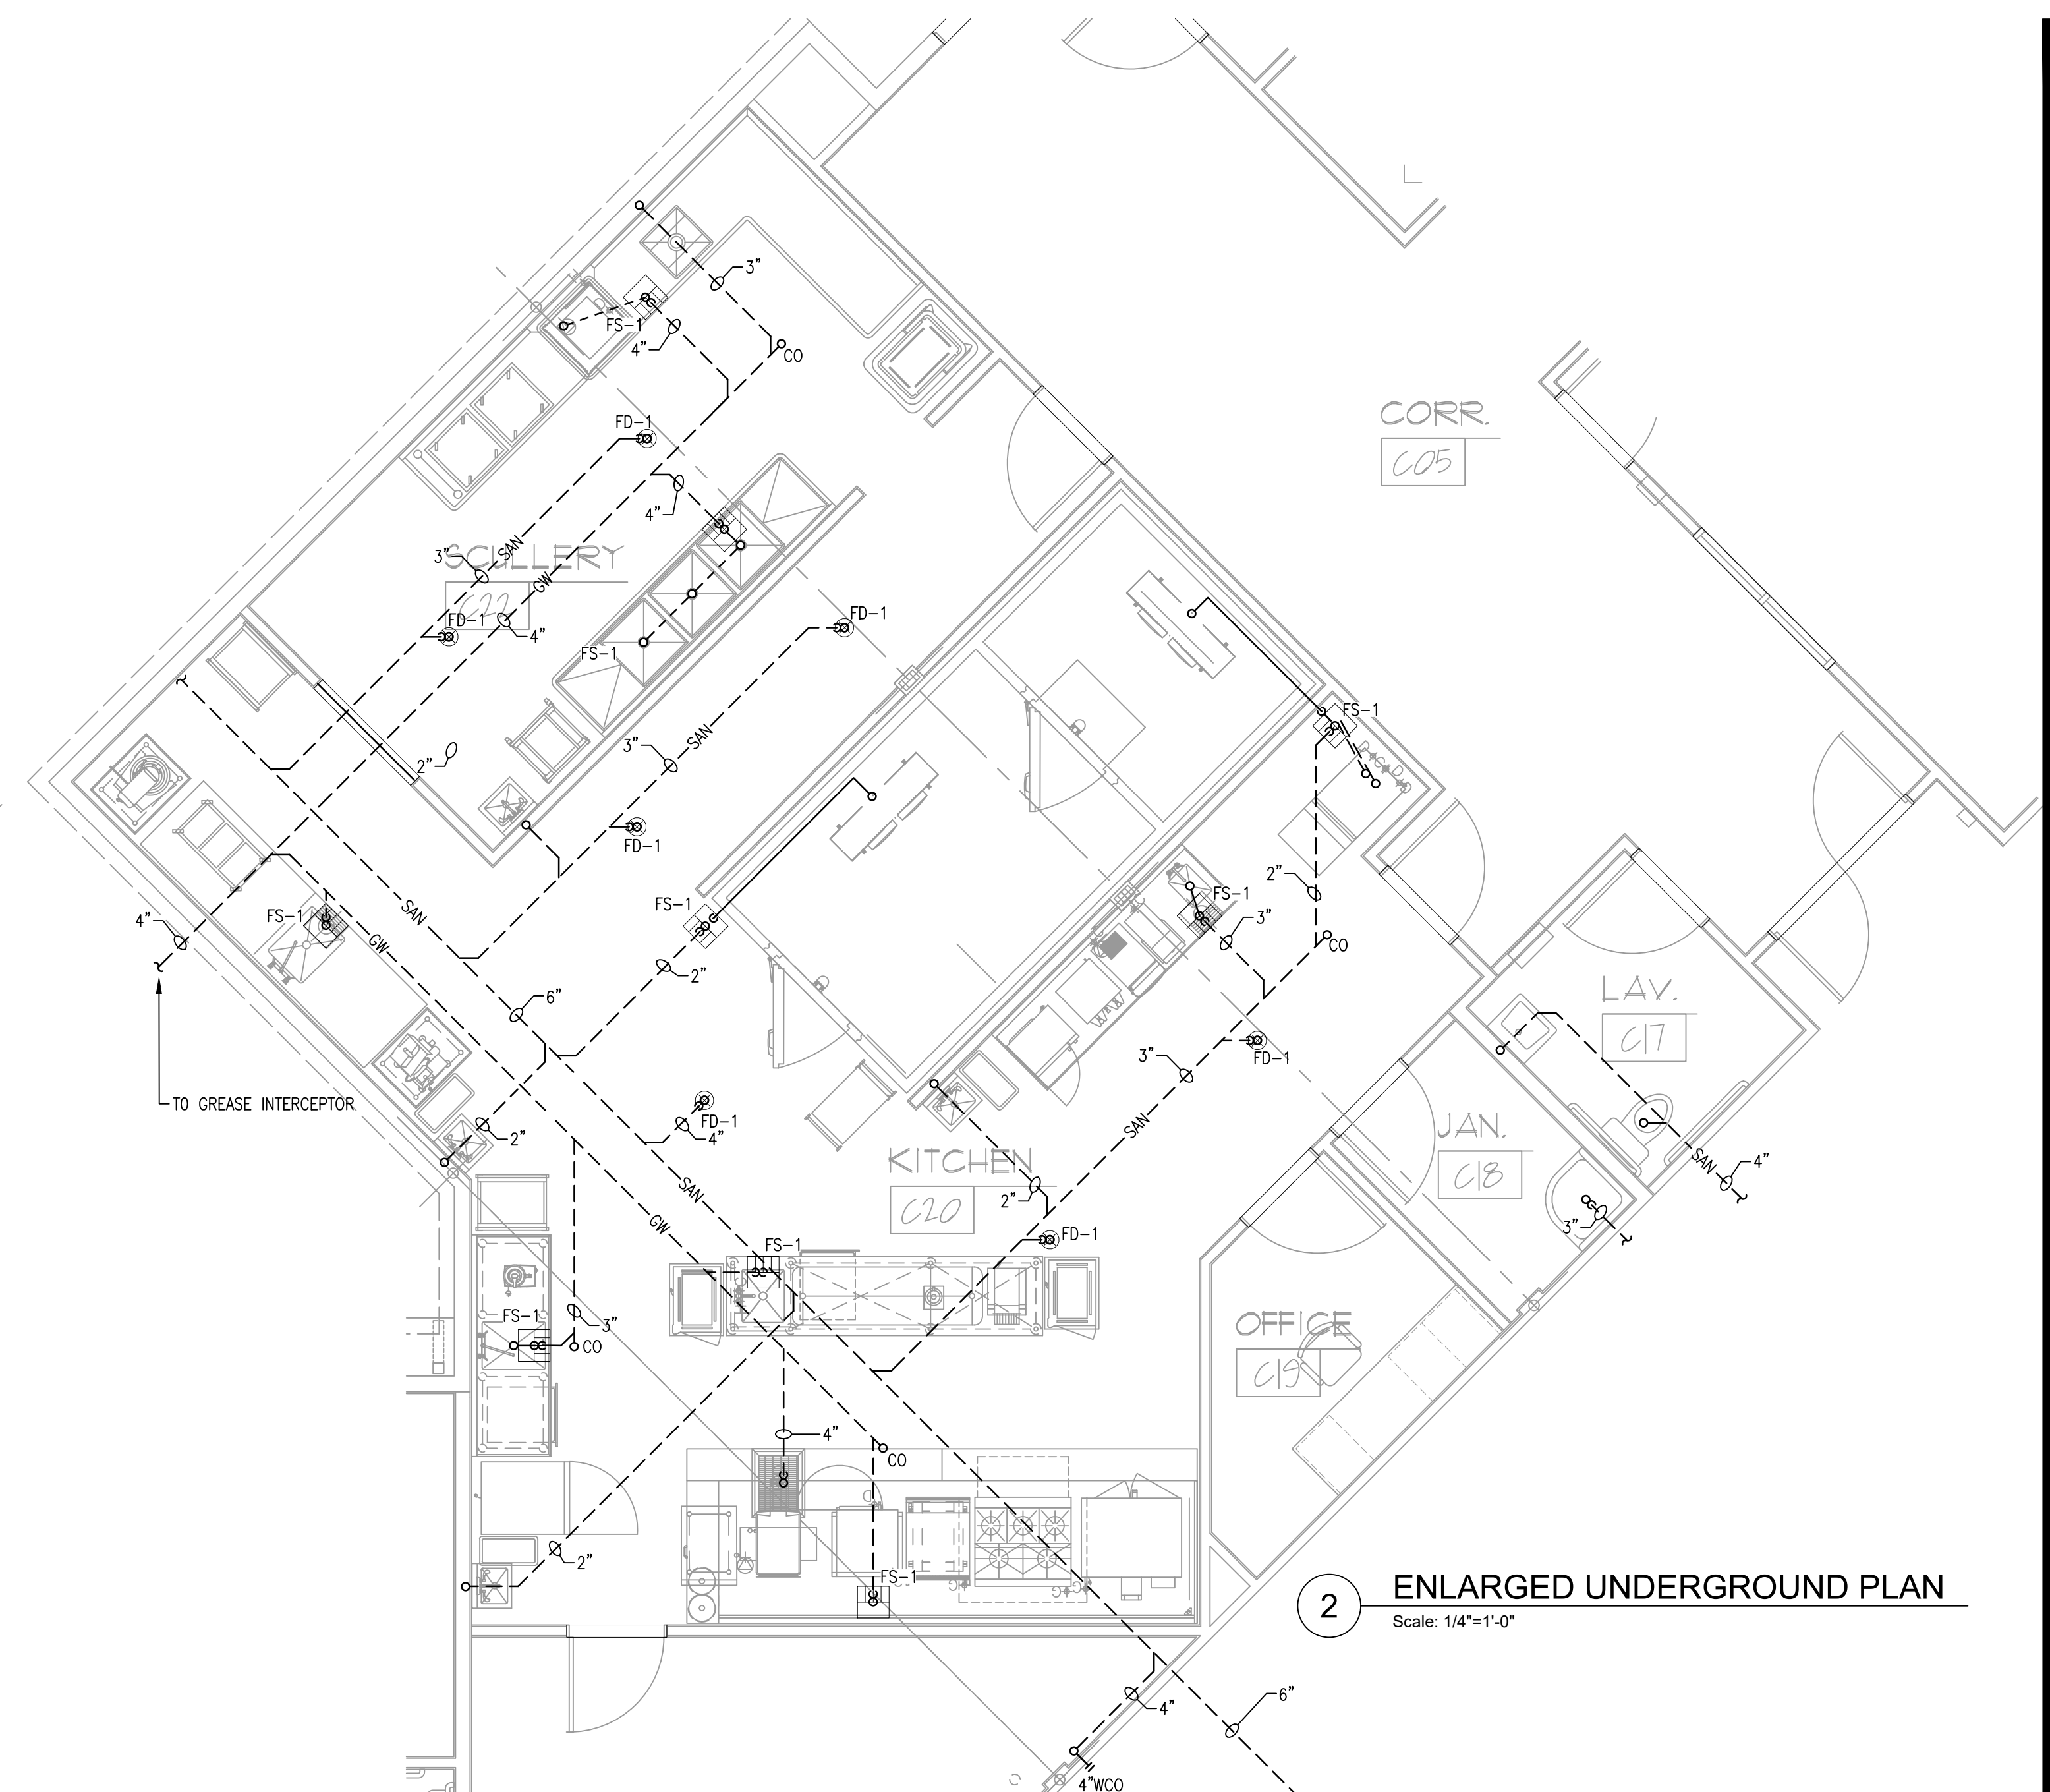 3"
FS-1
4"
CO
CORR.
C05
FD-1
4"
SAN
3"
SCULLERY
GW
C22
FD-1
4"
FD-1
FS-1
FS-1
3"
SAN
2"
D
C
D
FD-1
2"
FS-1
FS-1
SAN
FS-1
3"
4"
GW
CO
2"
LAV.
6"
C17
FD-1
3"
TO GREASE INTERCEPTOR
FD-1
SAN
JAN.
2"
4"
KITCHEN
SAN
4"
C18
SAN
2"
C20
GW
3"
FS-1
FD-1
FS-1
3"
OFFICE
CO
C19
4"
CO
2"
FS-1
2
ENLARGED UNDERGROUND PLAN
Scale: 1/4"=1'-0"
6"
4"
4"WCO